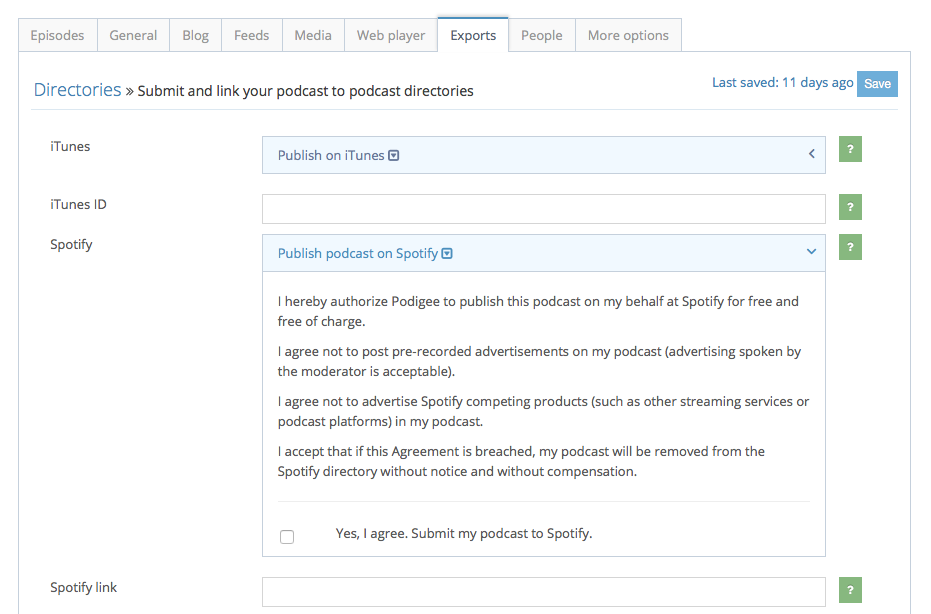 Episodes General Blog Feeds Media Web player Exports People More options
Directories » Submit and link your podcast to podcast directories
Last saved: 11 days ago Save
iTunes
Publish on iTunes
?
iTunes ID
?
Spotify
Publish podcast on Spotify
?
I hereby authorize Podigee to publish this podcast on my behalf at Spotify for free and
free of charge.
I agree not to post pre-recorded advertisements on my podcast (advertising spoken by
the moderator is acceptable).
I agree not to advertise Spotify competing products (such as other streaming services or
podcast platforms) in my podcast.
I accept that if this Agreement is breached, my podcast will be removed from the
Spotify directory without notice and without compensation.
Yes, I agree. Submit my podcast to Spotify.
Spotify link
?